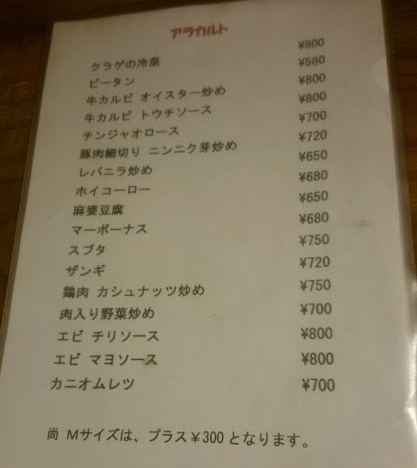 アラカルト
クラゲの冷菜 ¥800
ピータン ¥580
牛カルビ オイスター炒め ¥800
牛カルビ トウチソース ¥800
チンジャオロース ¥700
豚肉細切り ニンニク芽炒め ¥720
レバニラ炒め ¥650
ホイコーロー ¥680
麻婆豆腐 ¥650
マーボーナス ¥680
スブタ ¥750
ザンギ ¥720
鶏肉 カシュナッツ炒め ¥750
肉入り野菜炒め ¥700
エビ チリソース ¥800
エビ マヨソース ¥800
カニオムレツ ¥700
尚 Mサイズは、プラス¥300となります。